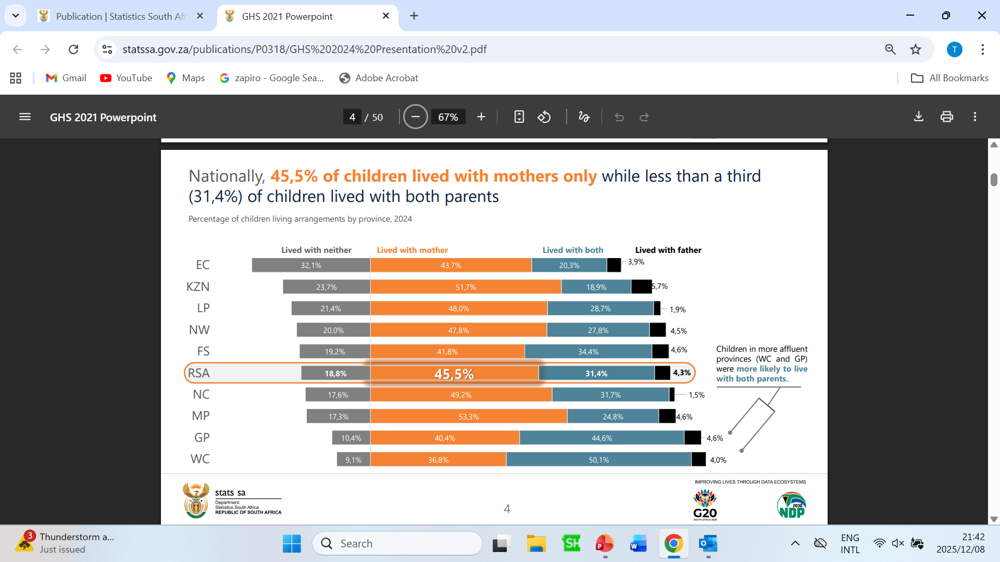 Publication | Statistics South Afr
GHS 2021 Powerpoint
statssa.gov.za/publications/P0318/GHS%202024%20Presentation%20v2.pdf
T
Gmail
YouTube
Maps
zapiro - Google Sea...
Adobe Acrobat
All Bookmarks
GHS 2021 Powerpoint
4 / 50
67%
Nationally, 45,5% of children lived with mothers only while less than a third
(31,4%) of children lived with both parents
Percentage of children living arrangements by province, 2024
Lived with neither Lived with mother Lived with both Lived with father
EC 32,1% 43,7% 20,3% 3,9%
KZN 23,7% 51,7% 18,9% 5,7%
LP 21,4% 48,0% 28,7% 1,9%
NW 20,0% 47,8% 27,8% 4,5%
FS 19,2% 41,8% 34,4% 4,6%
RSA 18,8% 45,5% 31,4% 4,3%
NC 17,6% 49,2% 31,7% 1,5%
MP 17,3% 53,3% 24,8% 4,6%
GP 10,4% 40,4% 44,6% 4,6%
WC 9,1% 36,8% 50,1% 4,0%
Children in more affluent
provinces (WC and GP)
were more likely to live
with both parents.
stats sa
Department:
Statistics South Africa
REPUBLIC OF SOUTH AFRICA
4
IMPROVING LIVES THROUGH DATA ECOSYSTEMS
G20
SOUTH AFRICA 2025
2030
NDP
3
Thunderstorm a...
Just issued
Search
SH
P
W
O
ENG
INTL
21:42
2025/12/08